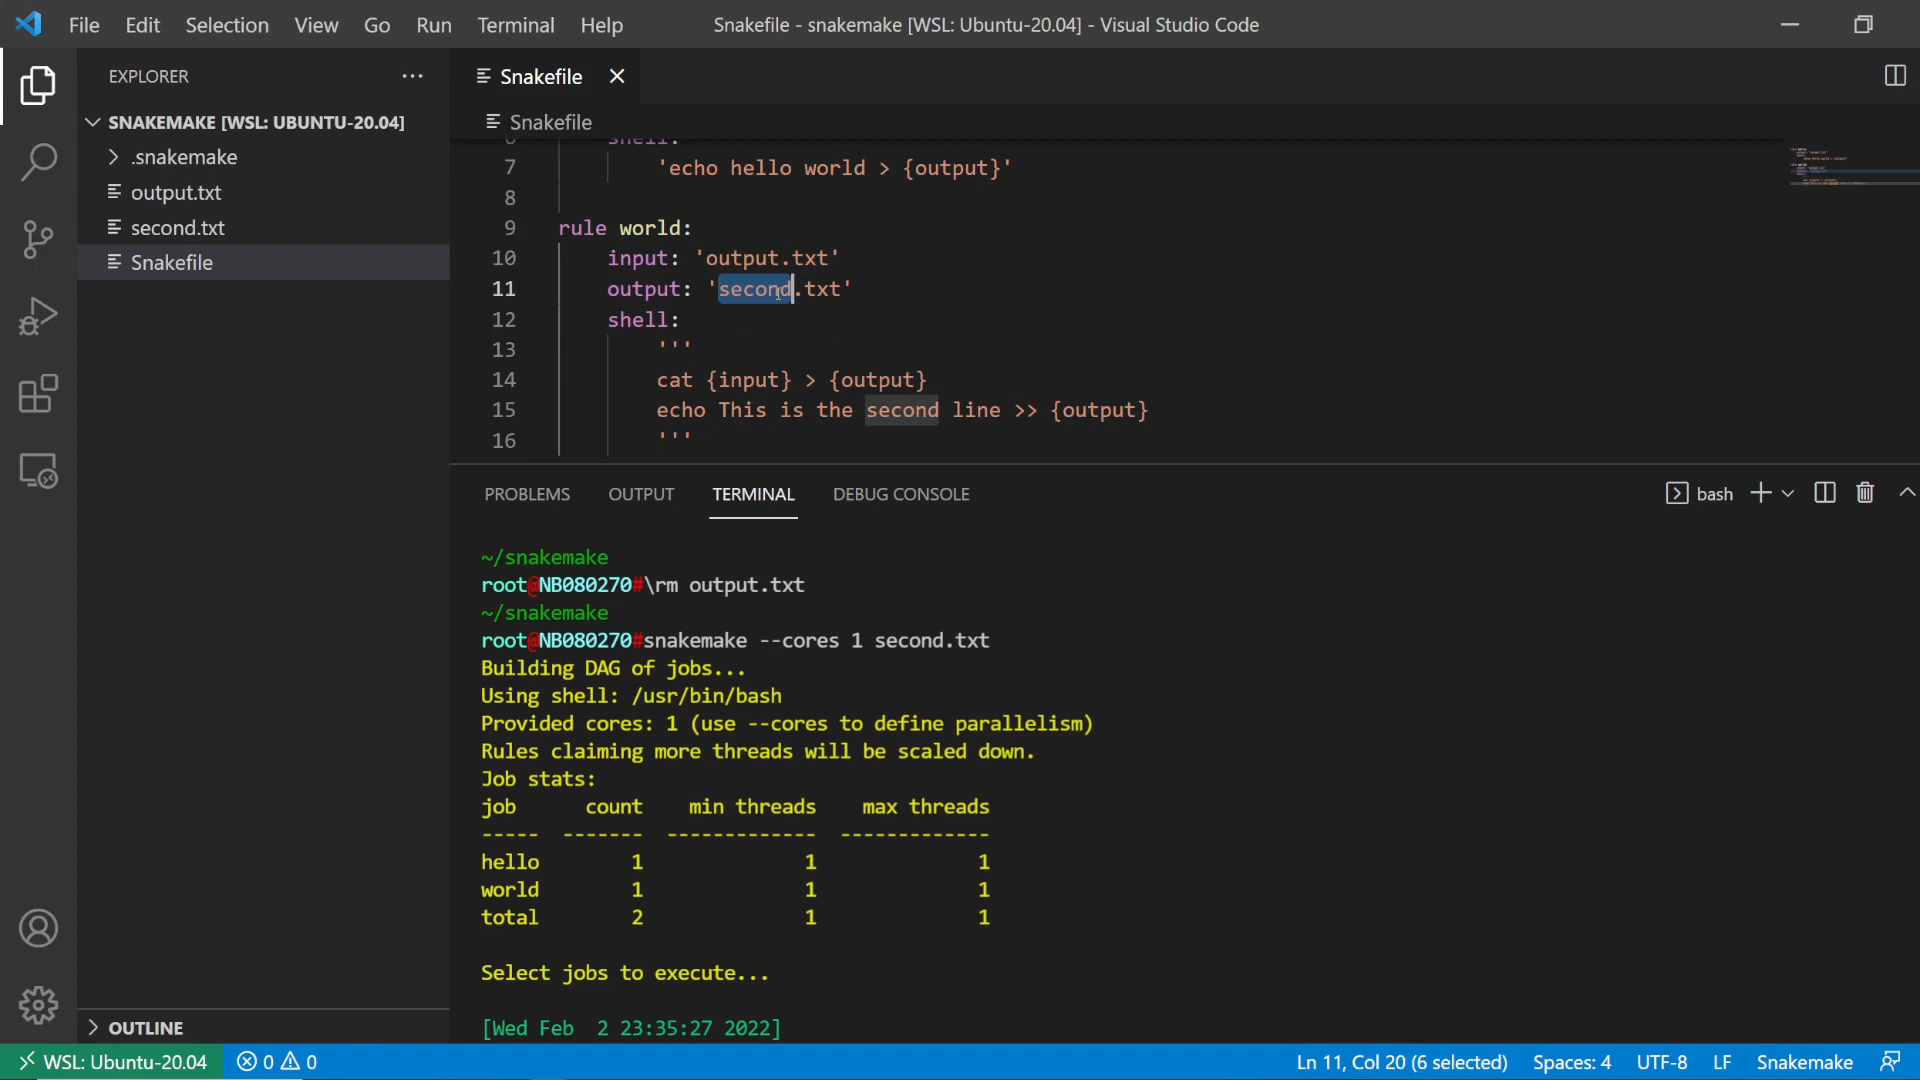 File Edit Selection View Go Run Terminal Help Snakefile - snakemake [WSL: Ubuntu-20.04] - Visual Studio Code
EXPLORER
SNAKEMAKE [WSL: UBUNTU-20.04]
.snakemake
output.txt
second.txt
Snakefile
OUTLINE
Snakefile
Snakefile
6 shell:
7 'echo hello world > {output}'
8
9 rule world:
10 input: 'output.txt'
11 output: 'second.txt'
12 shell:
13 '''
14 cat {input} > {output}
15 echo This is the second line >> {output}
16 '''
PROBLEMS OUTPUT TERMINAL DEBUG CONSOLE bash
~/snakemake
root@NB080270#\rm output.txt
~/snakemake
root@NB080270#snakemake --cores 1 second.txt
Building DAG of jobs...
Using shell: /usr/bin/bash
Provided cores: 1 (use --cores to define parallelism)
Rules claiming more threads will be scaled down.
Job stats:
job count min threads max threads
----- ------- ------------- -------------
hello 1 1 1
world 1 1 1
total 2 1 1
Select jobs to execute...
[Wed Feb  2 23:35:27 2022]
WSL: Ubuntu-20.04 0 0 Ln 11, Col 20 (6 selected) Spaces: 4 UTF-8 LF Snakemake